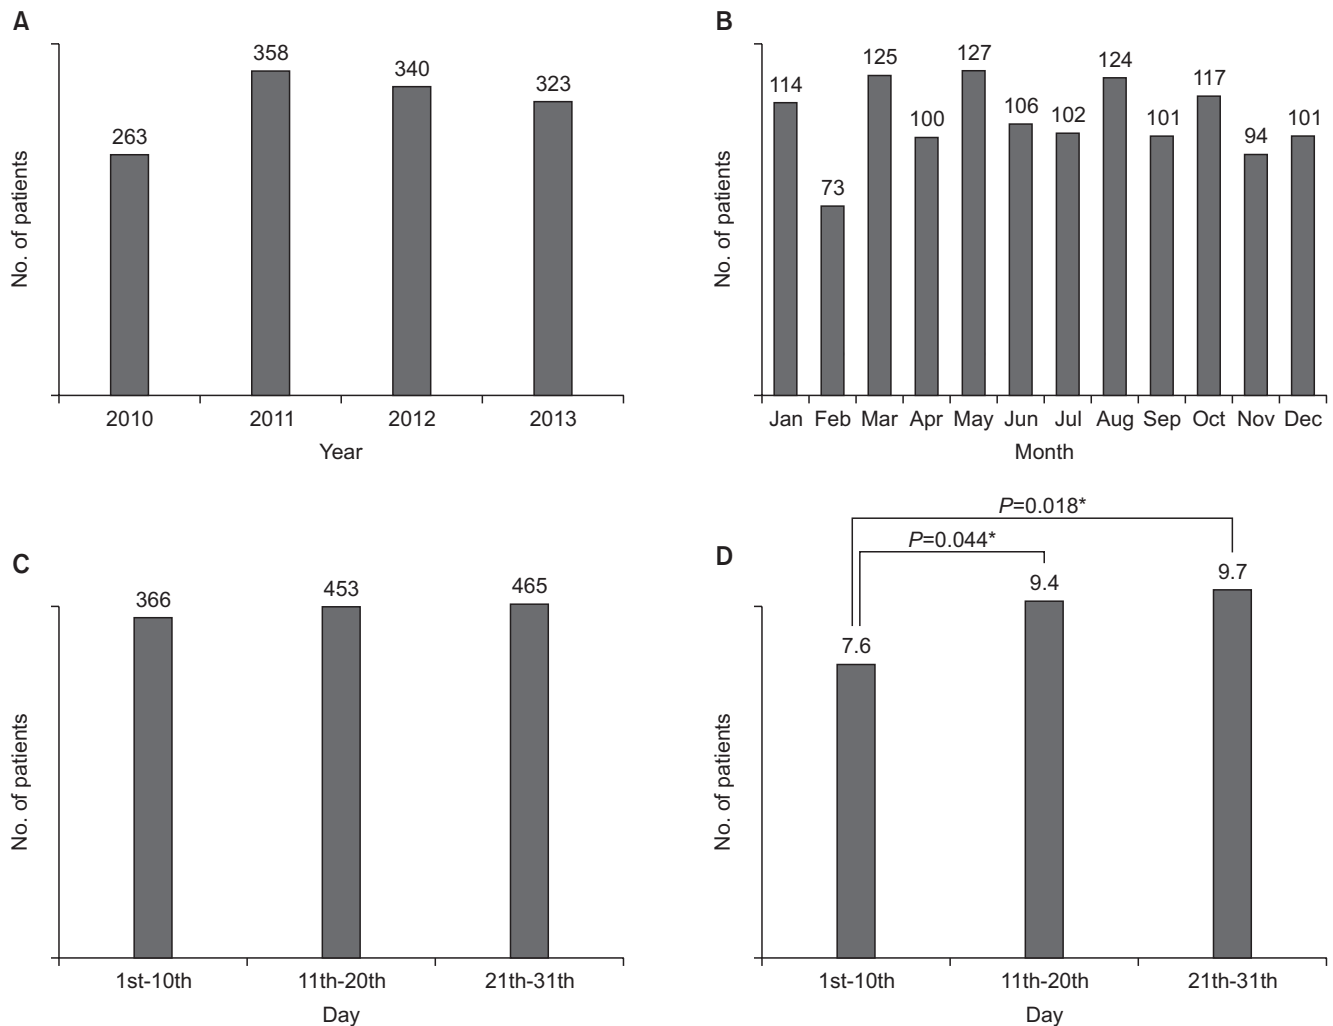 A
No. of patients
263
358
340
323
2010 2011 2012 2013
Year
B
No. of patients
114
73
125
100
127
106
102
124
101
117
94
101
Jan Feb Mar Apr May Jun Jul Aug Sep Oct Nov Dec
Month
C
No. of patients
366
453
465
1st-10th 11th-20th 21th-31th
Day
D
P=0.018*
P=0.044*
No. of patients
7.6
9.4
9.7
1st-10th 11th-20th 21th-31th
Day